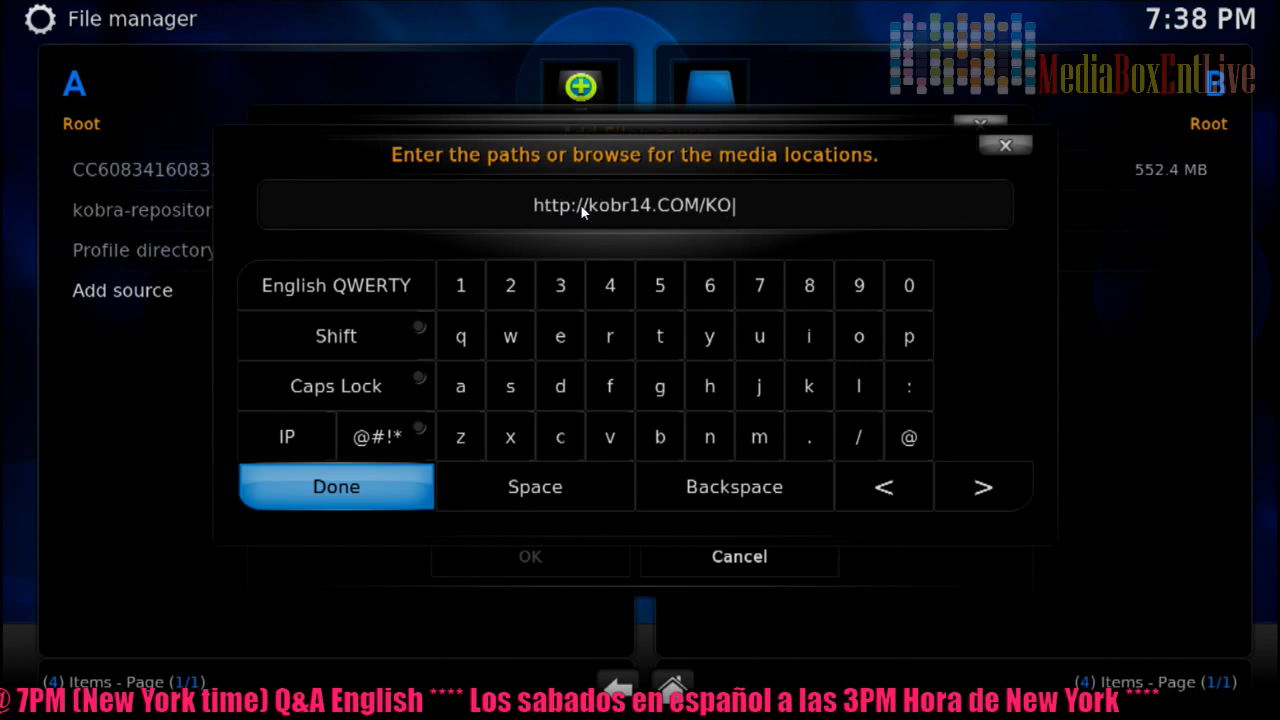 File manager
7:38 PM
MediaBoxEntLive
A
B
Root
Root
CC6083416083
552.4 MB
kobra-repositor
Profile directory
Add source
Enter the paths or browse for the media locations.
http://kobr14.COM/KO
English QWERTY 1 2 3 4 5 6 7 8 9 0
Shift q w e r t y u i o p
Caps Lock a s d f g h j k l :
IP @#!* z x c v b n m . / @
Done Space Backspace < >
OK Cancel
(4) Items - Page (1/1) (4) Items - Page (1/1)
@ 7PM (New York time) Q&A English **** Los sabados en español a las 3PM Hora de New York ****